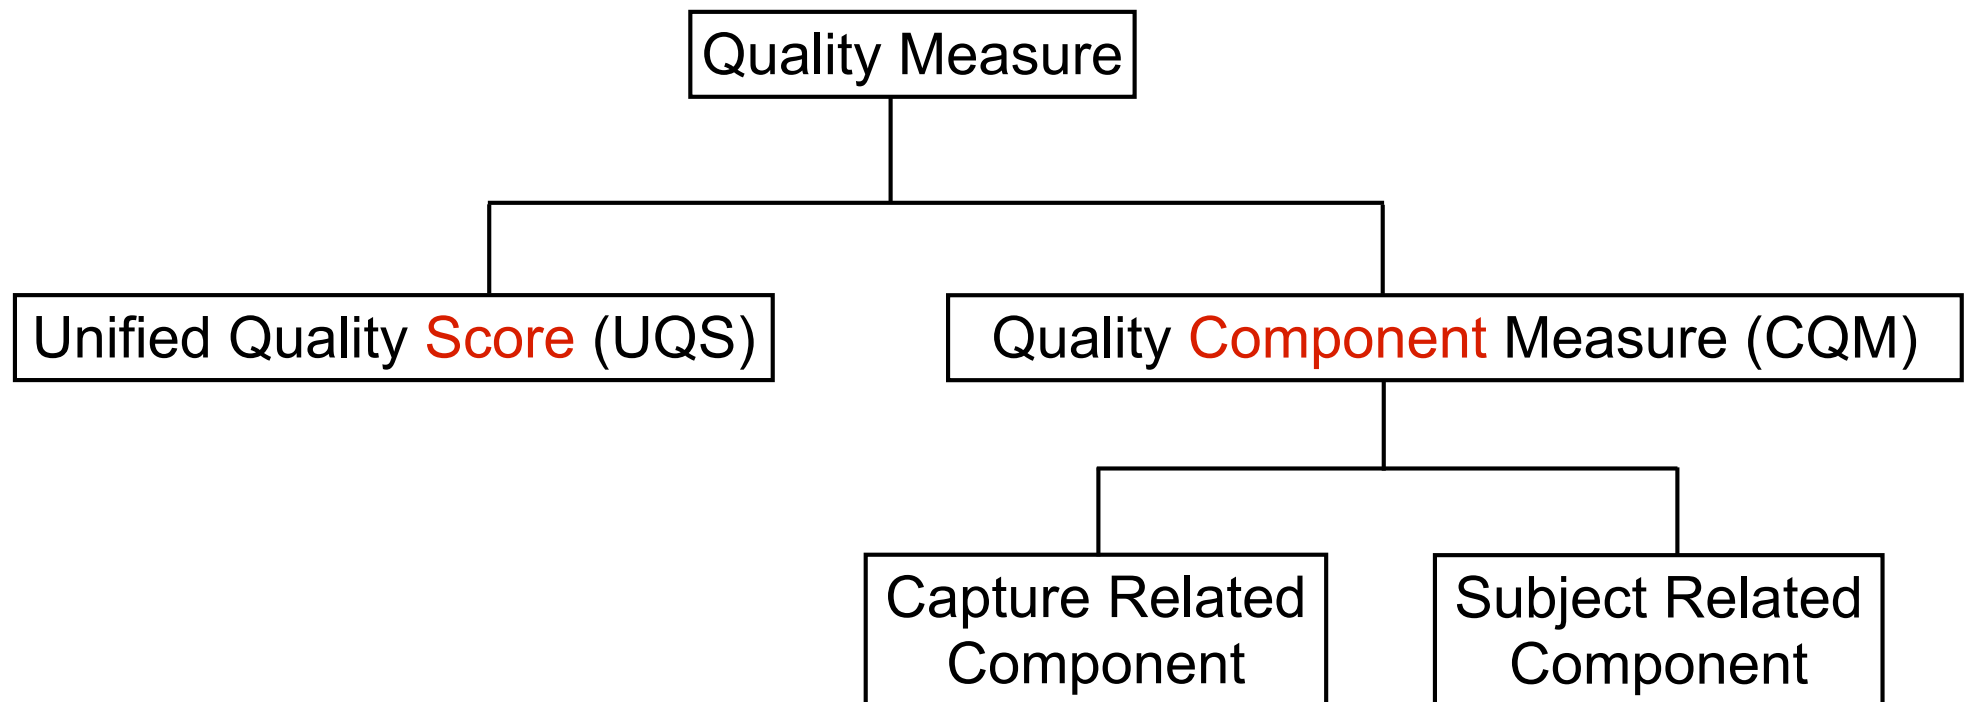 Quality Measure
Unified Quality Score (UQS)
Quality Component Measure (CQM)
Capture Related
Component
Subject Related
Component